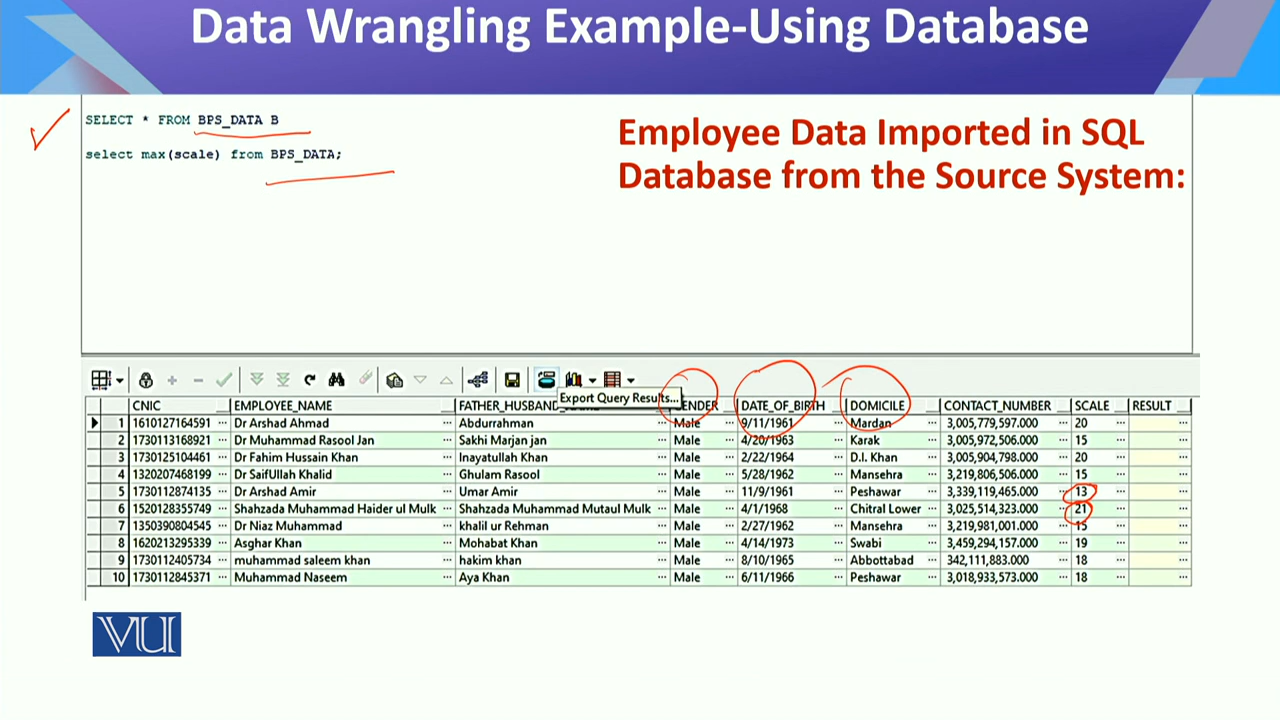 Data Wrangling Example-Using Database
SELECT * FROM BPS_DATA B
select max(scale) from BPS_DATA;
Employee Data Imported in SQL
Database from the Source System:
Export Query Results...
CNIC EMPLOYEE_NAME FATHER_HUSBAND_ GENDER DATE_OF_BIRTH DOMICILE CONTACT_NUMBER SCALE RESULT
1 1610127164591 Dr Arshad Ahmad Abdurrahman Male 9/11/1961 Mardan 3,005,779,597.000 20
2 1730113168921 Dr Muhammad Rasool Jan Sakhi Marjan jan Male 4/20/1963 Karak 3,005,972,506.000 15
3 1730125104461 Dr Fahim Hussain Khan Inayatullah Khan Male 2/22/1964 D.I. Khan 3,005,904,798.000 20
4 1320207468199 Dr SaifUllah Khalid Ghulam Rasool Male 5/28/1962 Mansehra 3,219,806,506.000 15
5 1730112874135 Dr Arshad Amir Umar Amir Male 11/9/1961 Peshawar 3,339,119,465.000 13
6 1520128355749 Shahzada Muhammad Haider ul Mulk Shahzada Muhammad Mutaul Mulk Male 4/1/1968 Chitral Lower 3,025,514,323.000 21
7 1350390804545 Dr Niaz Muhammad khalil ur Rehman Male 2/27/1962 Mansehra 3,219,981,001.000 15
8 1620213295339 Asghar Khan Mohabat Khan Male 4/14/1973 Swabi 3,459,294,157.000 19
9 1730112405734 muhammad saleem khan hakim khan Male 8/10/1965 Abbottabad 342,111,883.000 18
10 1730112845371 Muhammad Naseem Aya Khan Male 6/11/1966 Peshawar 3,018,933,573.000 18
VU